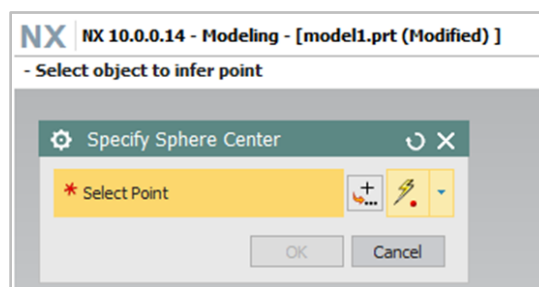 NX NX 10.0.0.14 - Modeling - [model1.prt (Modified) ]
- Select object to infer point
Specify Sphere Center
* Select Point
OK Cancel